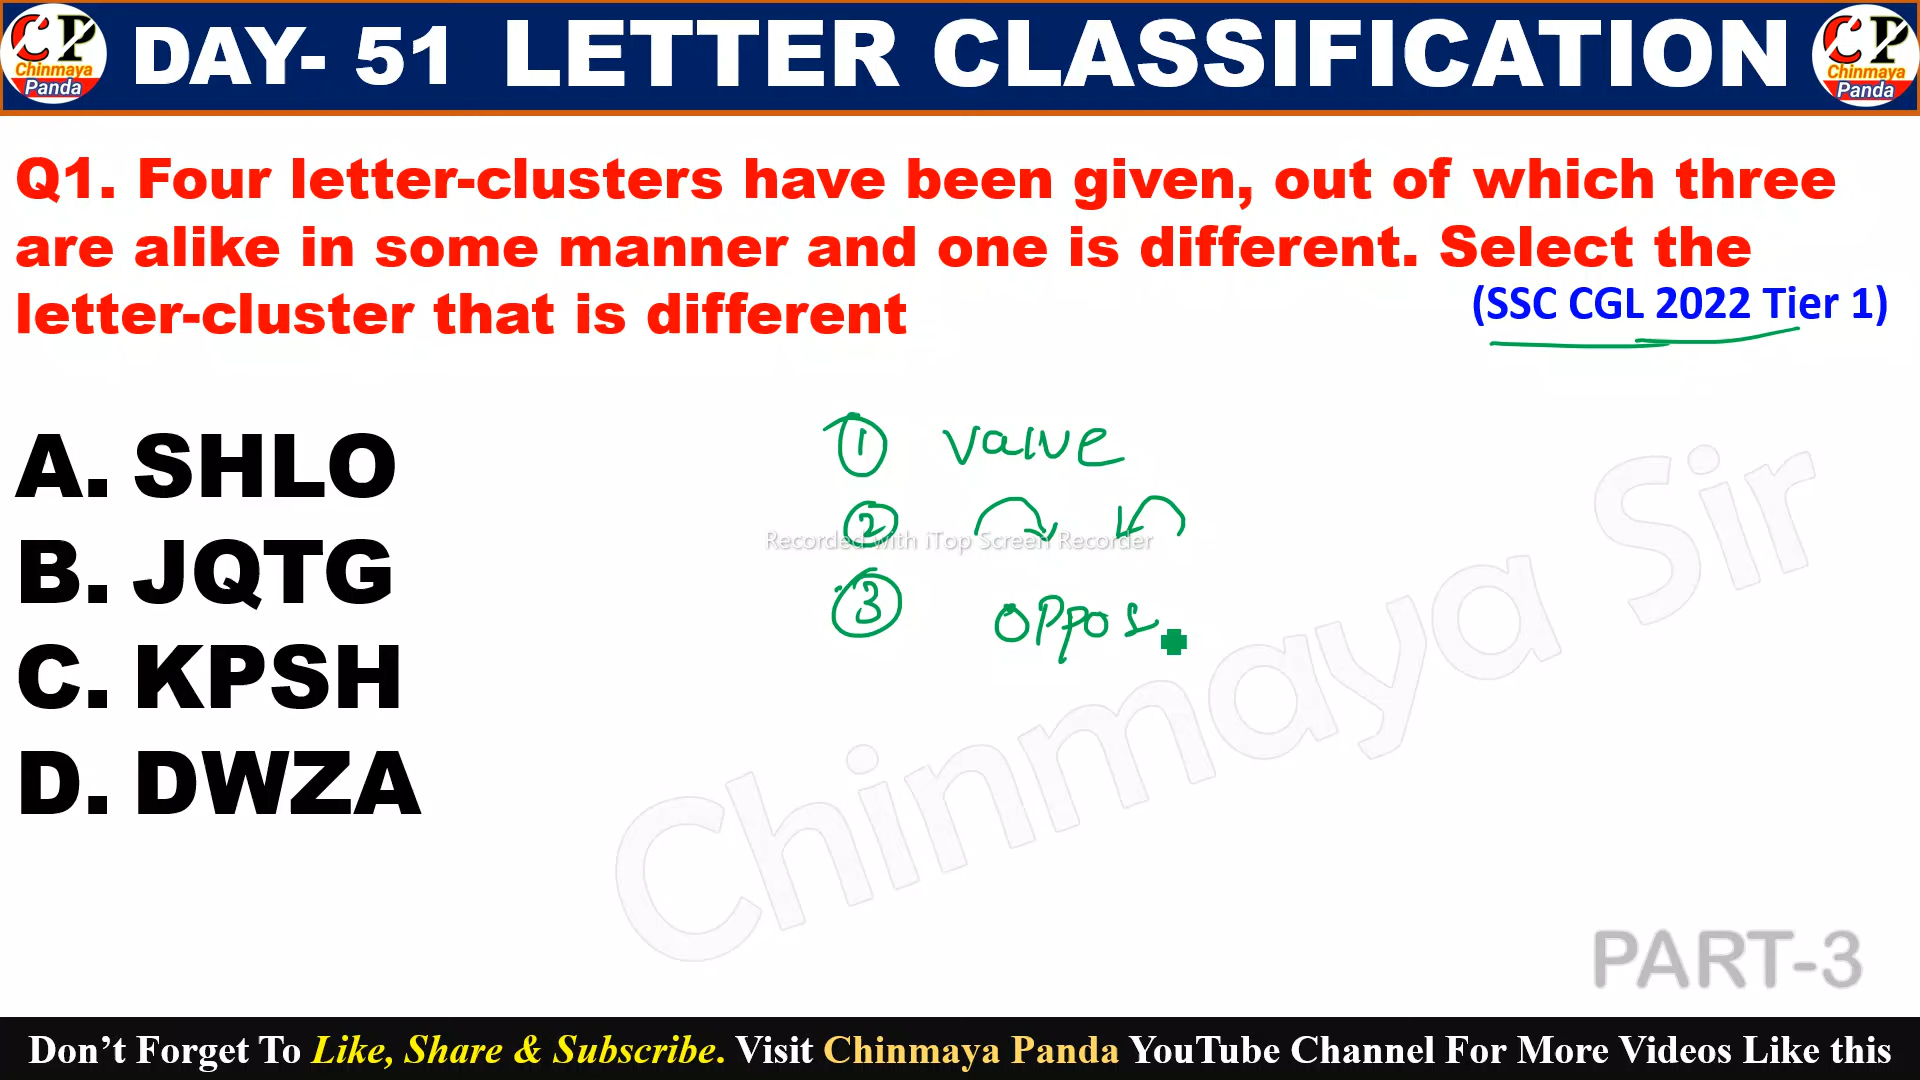 CP Chinmaya Panda DAY- 51 LETTER CLASSIFICATION CP Chinmaya Panda
Q1. Four letter-clusters have been given, out of which three
are alike in some manner and one is different. Select the
letter-cluster that is different
(SSC CGL 2022 Tier 1)
A. SHLO
B. JQTG
C. KPSH
D. DWZA
① value
②
Recorded with iTop Screen Recorder
③ oppos
Chinmaya Sir
PART-3
Don’t Forget To Like, Share & Subscribe. Visit Chinmaya Panda YouTube Channel For More Videos Like this